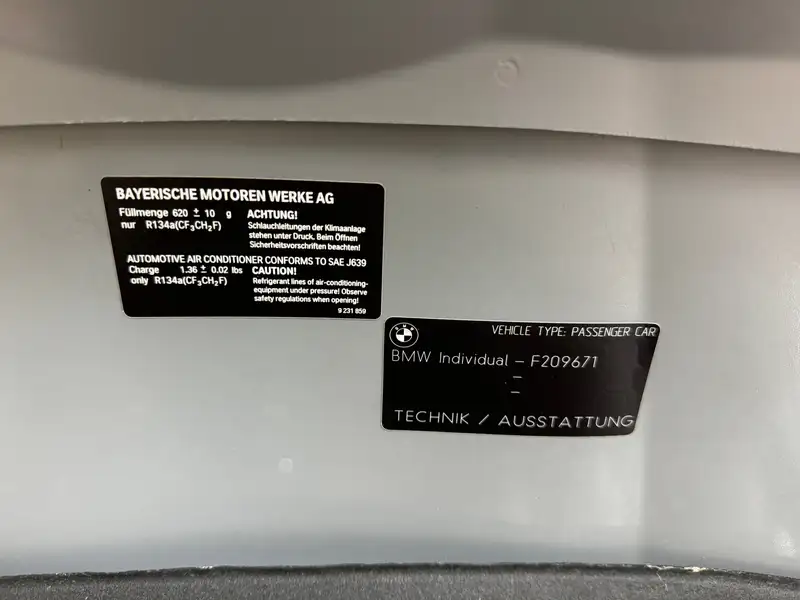 BAYERISCHE MOTOREN WERKE AG
Füllmenge 620 ± 10 g
nur R134a(CF₃CH₂F)
ACHTUNG!
Schlauchleitungen der Klimaanlage
stehen unter Druck. Beim Öffnen
Sicherheitsvorschriften beachten!
AUTOMOTIVE AIR CONDITIONER CONFORMS TO SAE J639
Charge 1.36 ± 0.02 lbs
only R134a(CF₃CH₂F)
CAUTION!
Refrigerant lines of air-conditioning-
equipment under pressure! Observe
safety regulations when opening!
9 231 859
BMW
VEHICLE TYPE: PASSENGER CAR
BMW Individual – F209671
–
–
TECHNIK / AUSSTATTUNG